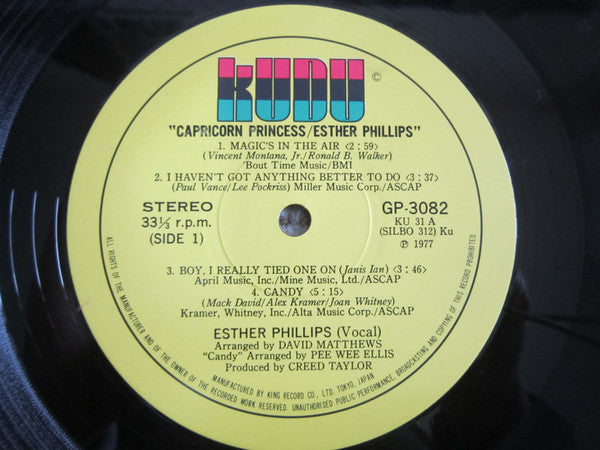 KUDU
©
"CAPRICORN PRINCESS/ESTHER PHILLIPS"
1. MAGIC'S IN THE AIR <2 : 59>
(Vincent Montana, Jr./Ronald B. Walker)
'Bout Time Music/BMI
2. I HAVEN'T GOT ANYTHING BETTER TO DO <3 : 37>
(Paul Vance/Lee Pockriss) Miller Music Corp./ASCAP
STEREO
33⅓ r.p.m.
(SIDE 1)
GP-3082
KU 31 A
(SILBO 312) Ku
℗ 1977
3. BOY, I REALLY TIED ONE ON (Janis Ian) <3 : 46>
April Music, Inc./Mine Music, Ltd./ASCAP
4. CANDY <5 : 15>
(Mack David/Alex Kramer/Joan Whitney)
Kramer, Whitney, Inc./Alta Music Corp./ASCAP
ESTHER PHILLIPS (Vocal)
Arranged by DAVID MATTHEWS
"Candy" Arranged by PEE WEE ELLIS
Produced by CREED TAYLOR
MANUFACTURED BY KING RECORD CO., LTD. TOKYO, JAPAN
ALL RIGHTS OF THE MANUFACTURER AND OF THE OWNER OF THE RECORDED WORK RESERVED. UNAUTHORISED PUBLIC PERFORMANCE, BROADCASTING AND COPYING OF THIS RECORD PROHIBITED